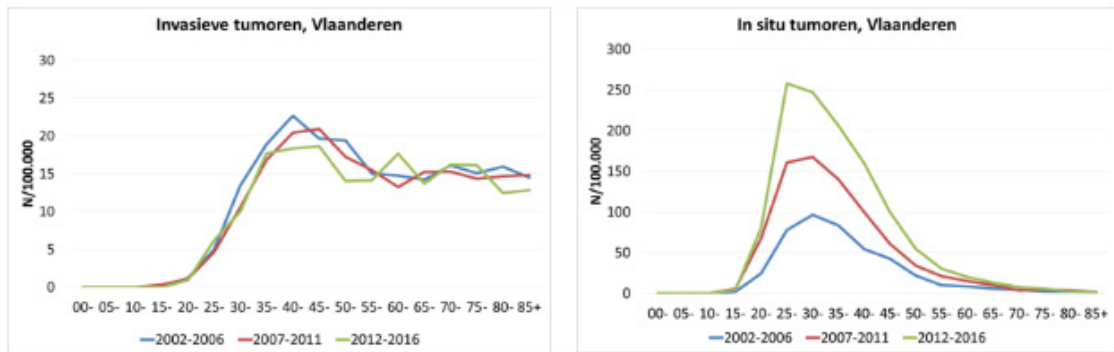 Invasieve tumoren, Vlaanderen
30
25
20
15
10
5
0
N/100.000
00- 05- 10- 15- 20- 25- 30- 35- 40- 45- 50- 55- 60- 65- 70- 75- 80- 85+
2002-2006 2007-2011 2012-2016
In situ tumoren, Vlaanderen
300
250
200
150
100
50
0
N/100.000
00- 05- 10- 15- 20- 25- 30- 35- 40- 45- 50- 55- 60- 65- 70- 75- 80- 85+
2002-2006 2007-2011 2012-2016